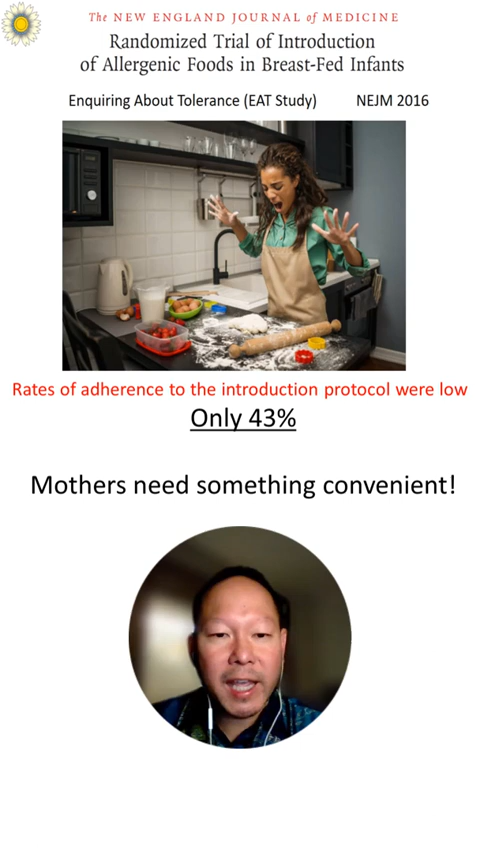 The NEW ENGLAND JOURNAL of MEDICINE
Randomized Trial of Introduction
of Allergenic Foods in Breast-Fed Infants
Enquiring About Tolerance (EAT Study) NEJM 2016
Rates of adherence to the introduction protocol were low
Only 43%
Mothers need something convenient!